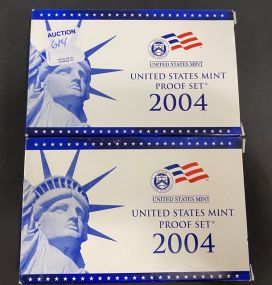 AUCTION
614
UNITED STATES MINT
UNITED STATES MINT
PROOF SET®
2004
UNITED STATES MINT
UNITED STATES MINT
PROOF SET®
2004